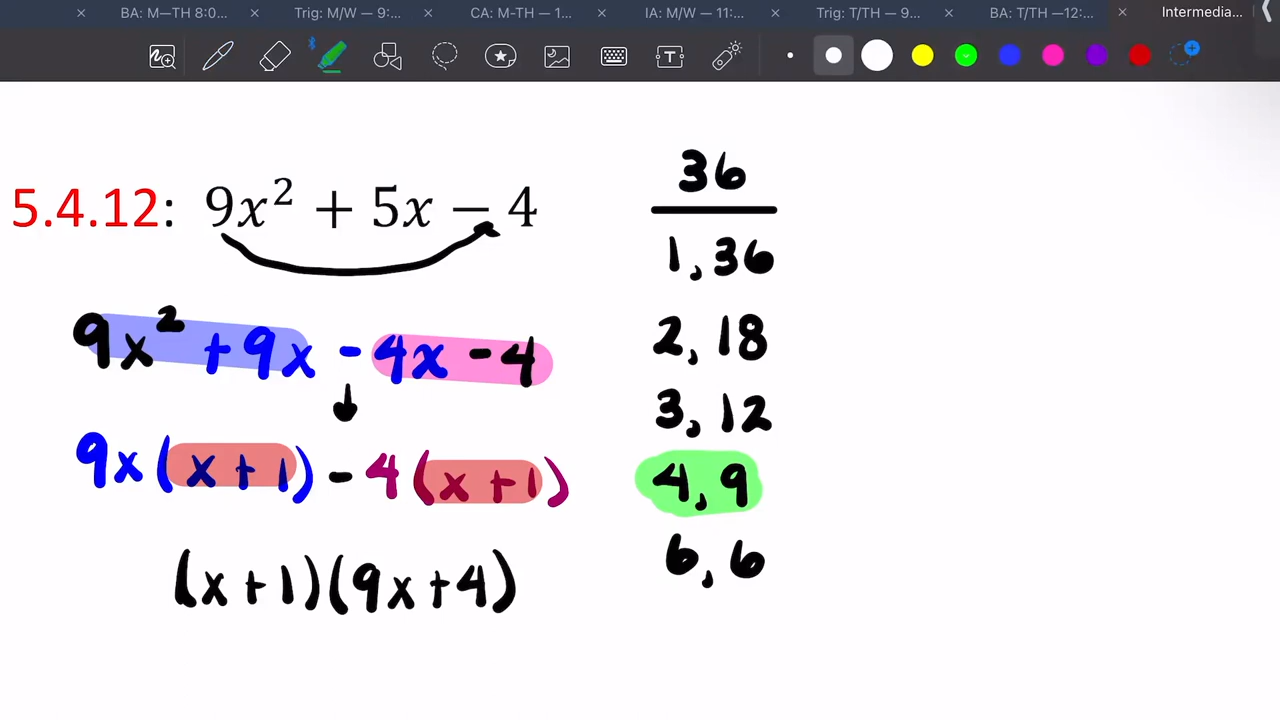 BA: M—TH 8:0... Trig: M/W — 9:... CA: M-TH — 1... IA: M/W — 11:... Trig: T/TH — 9... BA: T/TH —12:... Intermedia...
T
5.4.12: 9x² + 5x − 4
9x² + 9x - 4x - 4
9x(x + 1) - 4(x + 1)
(x + 1)(9x + 4)
36
1, 36
2, 18
3, 12
4, 9
6, 6